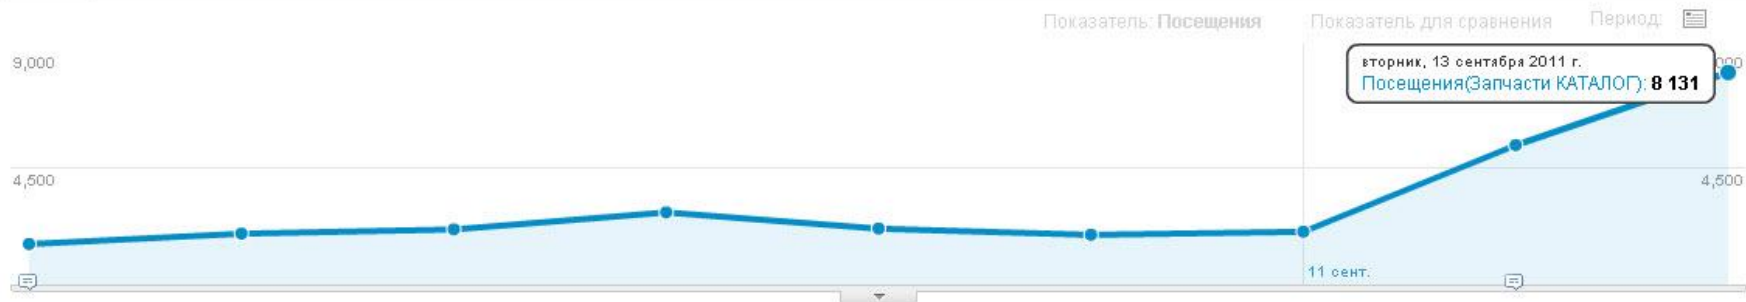 Показатель: Посещения Показатель для сравнения Период:
9,000
вторник, 13 сентября 2011 г.
Посещения(Запчасти КАТАЛОГ): 8 131
4,500 4,500
11 сент.